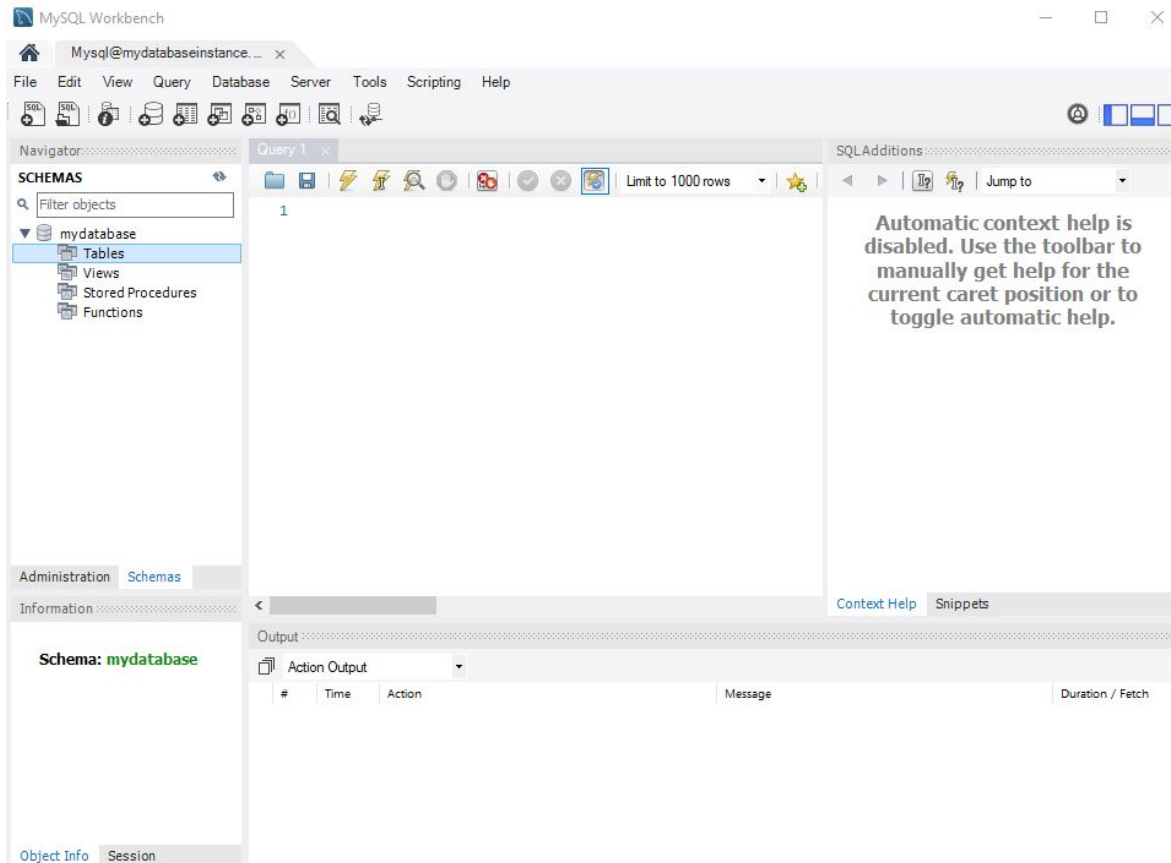 MySQL Workbench
Mysql@mydatabaseinstance....
File Edit View Query Database Server Tools Scripting Help
Navigator
SCHEMAS
Filter objects
mydatabase
Tables
Views
Stored Procedures
Functions
Administration Schemas
Information
Schema: mydatabase
Object Info Session
Query 1
Limit to 1000 rows
1
SQLAdditions
Jump to
Automatic context help is
disabled. Use the toolbar to
manually get help for the
current caret position or to
toggle automatic help.
Context Help Snippets
Output
Action Output
# Time Action Message Duration / Fetch